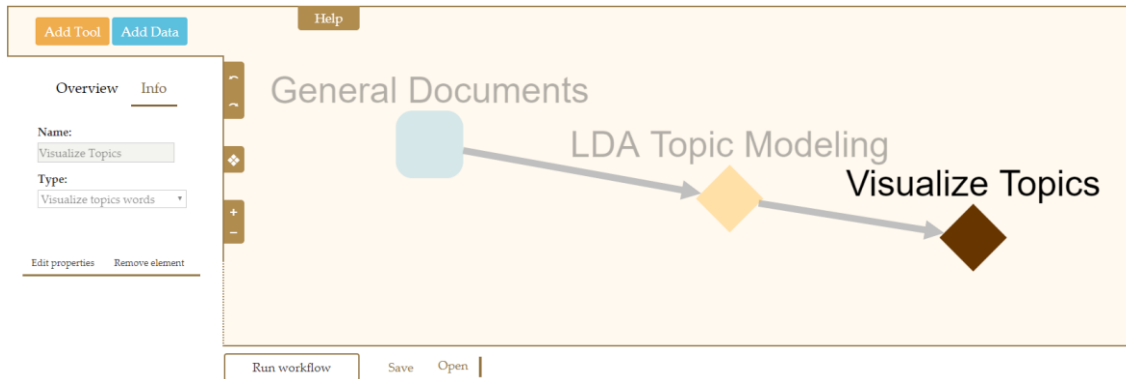 Add Tool
Add Data
Help
Overview
Info
Name:
Visualize Topics
Type:
Visualize topics words
Edit properties
Remove element
General Documents
LDA Topic Modeling
Visualize Topics
+
−
Run workflow
Save
Open